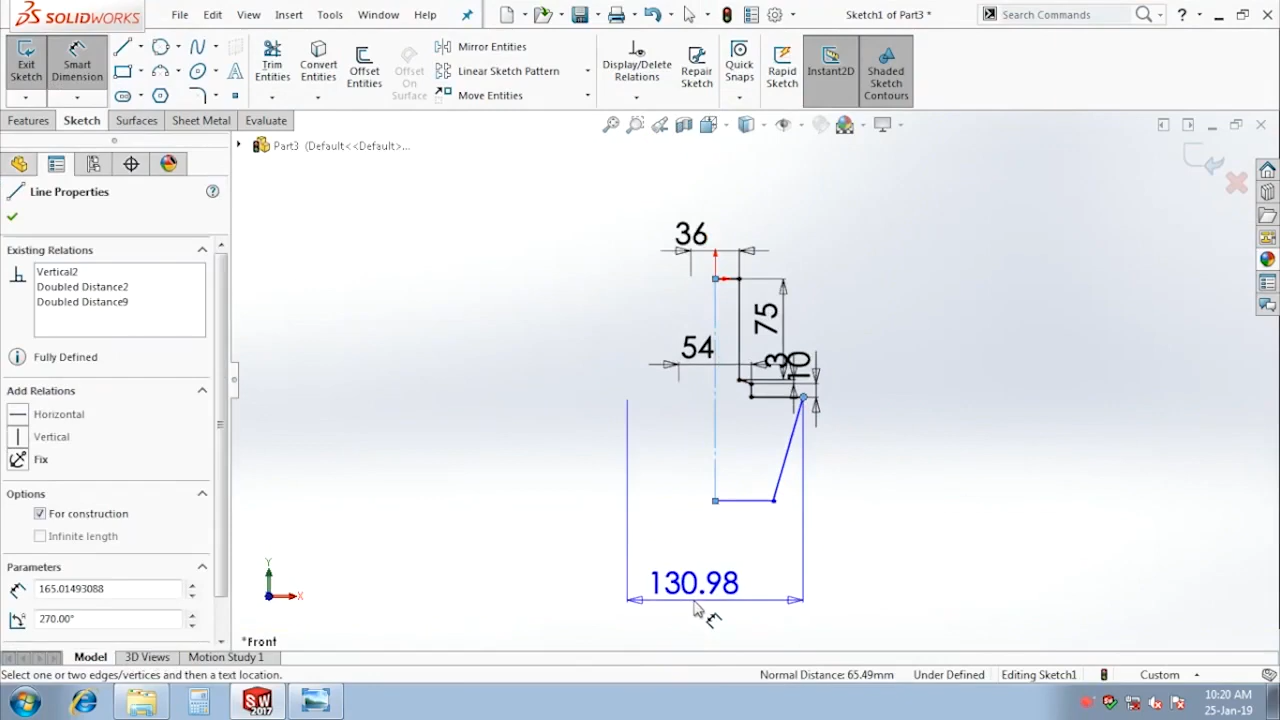 SOLIDWORKS
File Edit View Insert Tools Simulation Window Help
Sketch1 of Part3 *
Search Commands
?
Exit Sketch
Smart Dimension
Trim Entities
Convert Entities
Offset Entities
Offset On Surface
Mirror Entities
Linear Sketch Pattern
Move Entities
Display/Delete Relations
Repair Sketch
Quick Snaps
Rapid Sketch
Instant2D
Shaded Sketch Contours
Features Sketch Surfaces Sheet Metal Evaluate
Part3 (Default<<Default>...
Line Properties
Existing Relations
Vertical2
Doubled Distance2
Doubled Distance9
Fully Defined
Add Relations
Horizontal
Vertical
Fix
Options
For construction
Infinite length
Parameters
165.01493088
270.00°
36
75
54
3
10
130.98
Y
X
*Front
Model 3D Views Motion Study 1
Select one or two edges/vertices and then a text location.
Normal Distance: 65.49mm Under Defined Editing Sketch1 Custom
SW 2017
10:20 AM
25-Jan-19